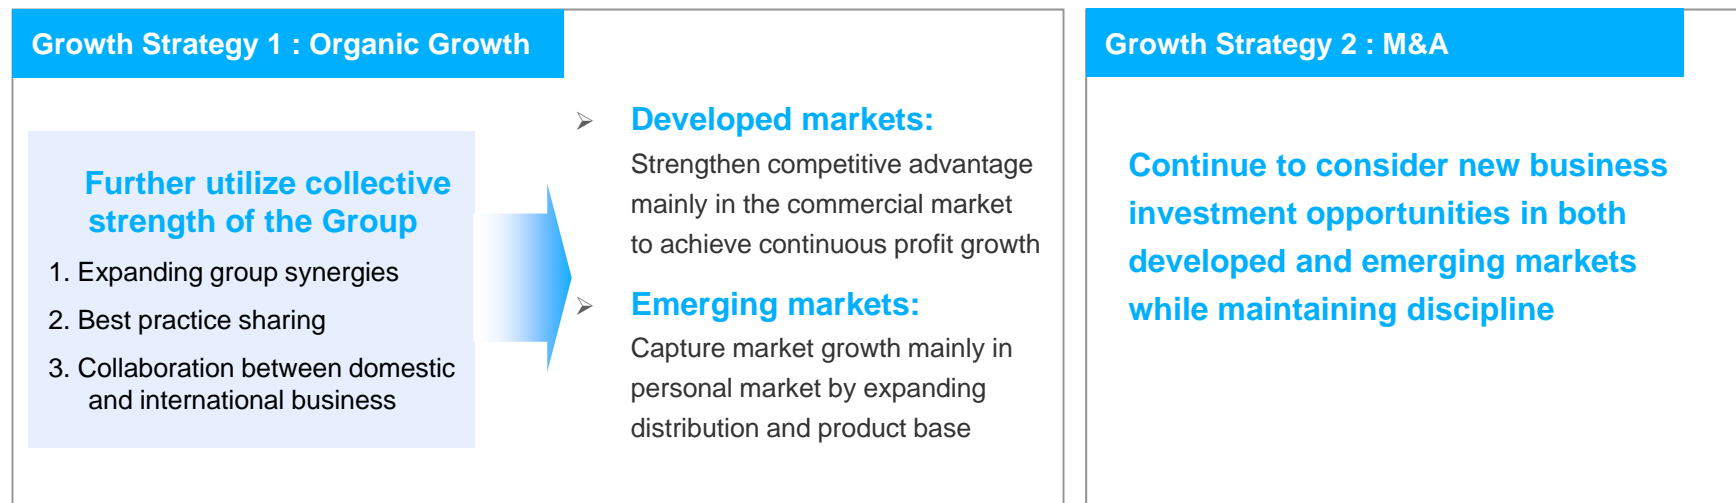 Growth Strategy 1 : Organic Growth
Further utilize collective
strength of the Group
1. Expanding group synergies
2. Best practice sharing
3. Collaboration between domestic
and international business
➢ Developed markets:
Strengthen competitive advantage
mainly in the commercial market
to achieve continuous profit growth
➢ Emerging markets:
Capture market growth mainly in
personal market by expanding
distribution and product base
Growth Strategy 2 : M&A
Continue to consider new business
investment opportunities in both
developed and emerging markets
while maintaining discipline